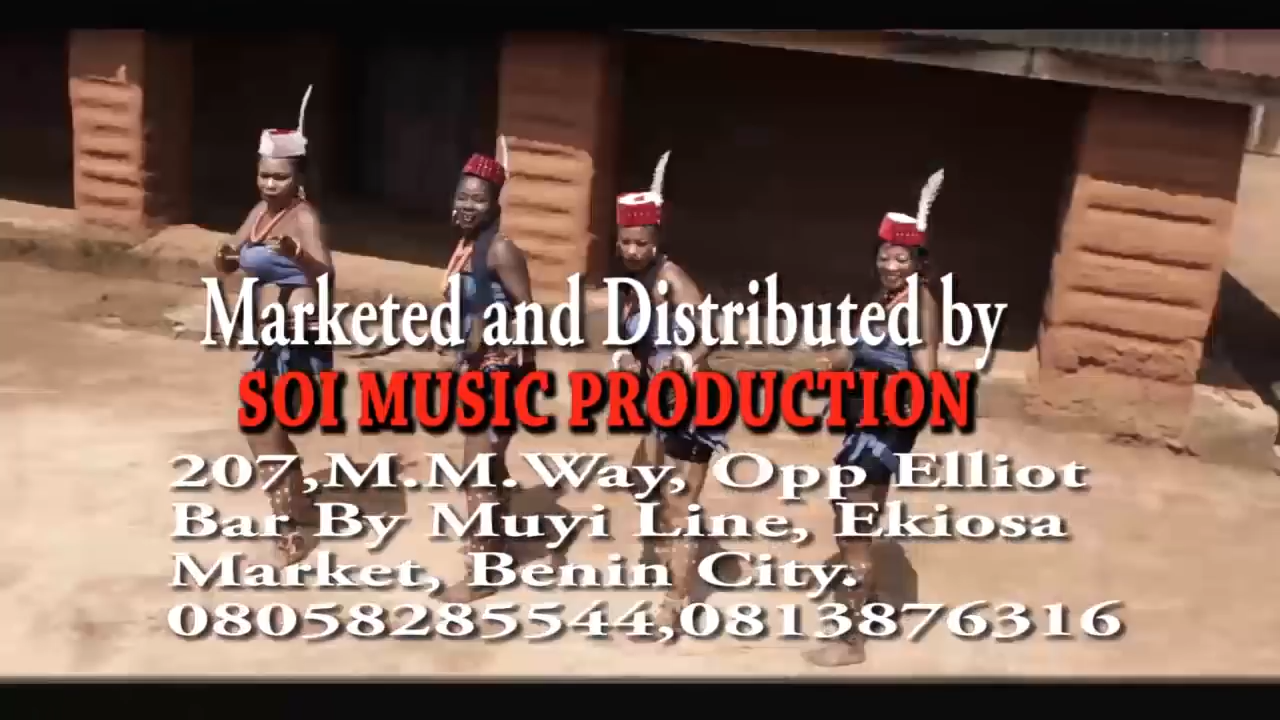 Marketed and Distributed by
SOI MUSIC PRODUCTION
207,M.M.Way, Opp Elliot
Bar By Muyi Line, Ekiosa
Market, Benin City.
08058285544,0813876316